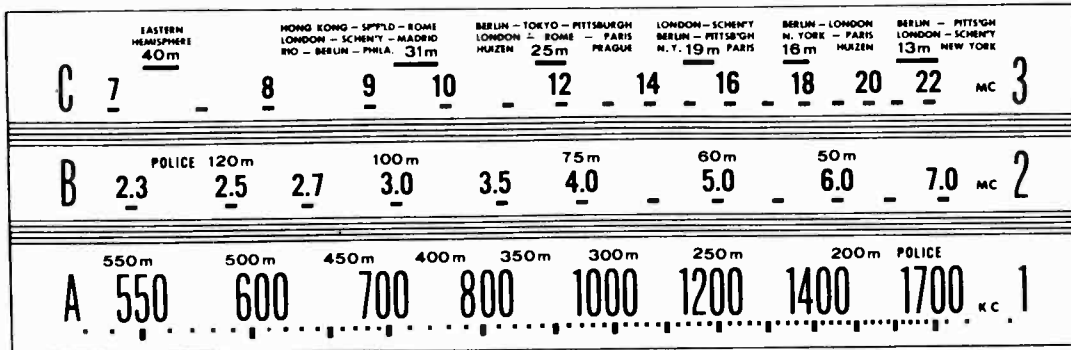 EASTERN HONG KONG – SP'F'LD – ROME BERLIN – TOKYO – PITTSBURGH LONDON – SCHEN'Y BERLIN – LONDON BERLIN – PITTS'GH
HEMISPHERE LONDON – SCHEN'Y – MADRID LONDON – ROME – PARIS BERLIN – PITTSB'GH N. YORK – PARIS LONDON – SCHEN'Y
40m RIO – BERLIN – PHILA. 31m HUIZEN 25m PRAGUE N.Y. 19m PARIS 16m HUIZEN 13m NEW YORK
C 7 8 9 10 12 14 16 18 20 22 MC 3
POLICE 120m 100m 75m 60m 50m
B 2.3 2.5 2.7 3.0 3.5 4.0 5.0 6.0 7.0 MC 2
550m 500m 450m 400m 350m 300m 250m 200m POLICE
A 550 600 700 800 1000 1200 1400 1700 KC 1